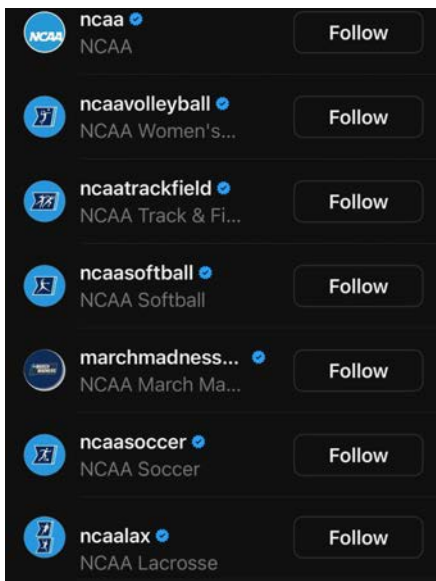 NCAA
ncaa
NCAA
Follow
ncaavolleyball
NCAA Women's...
Follow
ncaatrackfield
NCAA Track & Fi...
Follow
ncaasoftball
NCAA Softball
Follow
marchmadness...
NCAA March Ma...
Follow
ncaasoccer
NCAA Soccer
Follow
ncaalax
NCAA Lacrosse
Follow